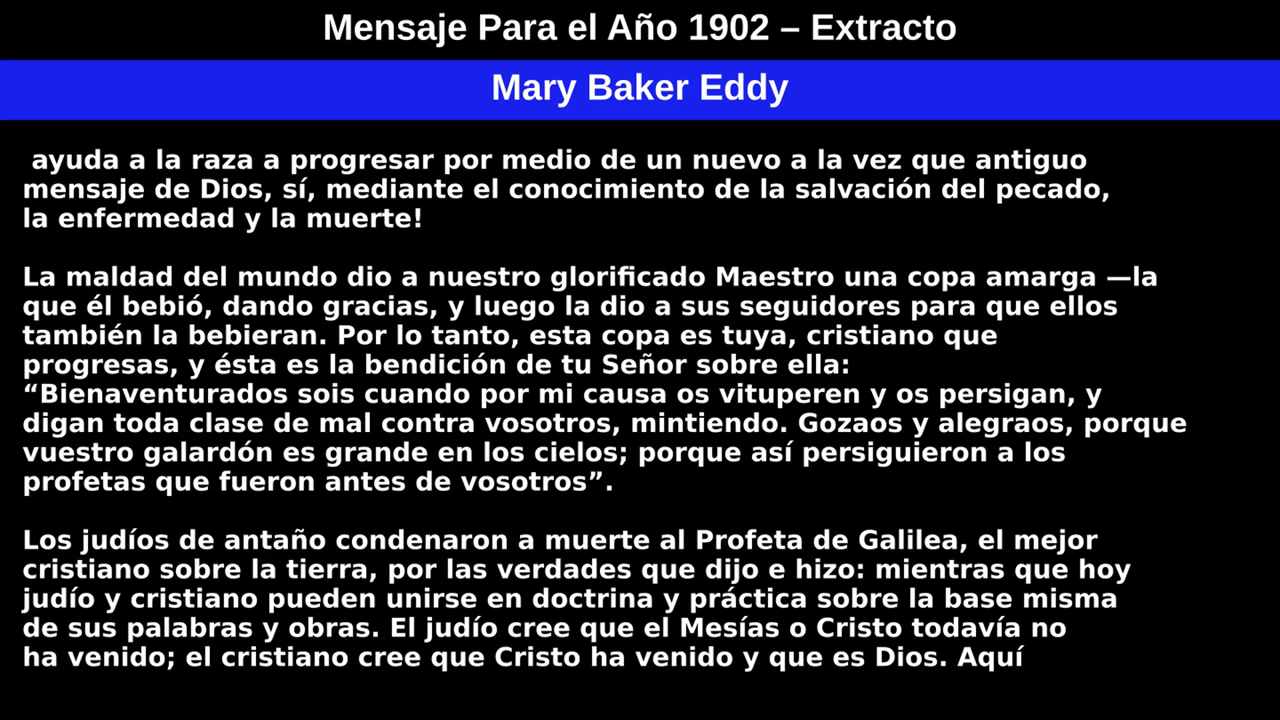 Mensaje Para el Año 1902 – Extracto
Mary Baker Eddy
ayuda a la raza a progresar por medio de un nuevo a la vez que antiguo
mensaje de Dios, sí, mediante el conocimiento de la salvación del pecado,
la enfermedad y la muerte!
La maldad del mundo dio a nuestro glorificado Maestro una copa amarga —la
que él bebió, dando gracias, y luego la dio a sus seguidores para que ellos
también la bebieran. Por lo tanto, esta copa es tuya, cristiano que
progresas, y ésta es la bendición de tu Señor sobre ella:
“Bienaventurados sois cuando por mi causa os vituperen y os persigan, y
digan toda clase de mal contra vosotros, mintiendo. Gozaos y alegraos, porque
vuestro galardón es grande en los cielos; porque así persiguieron a los
profetas que fueron antes de vosotros”.
Los judíos de antaño condenaron a muerte al Profeta de Galilea, el mejor
cristiano sobre la tierra, por las verdades que dijo e hizo: mientras que hoy
judío y cristiano pueden unirse en doctrina y práctica sobre la base misma
de sus palabras y obras. El judío cree que el Mesías o Cristo todavía no
ha venido; el cristiano cree que Cristo ha venido y que es Dios. Aquí